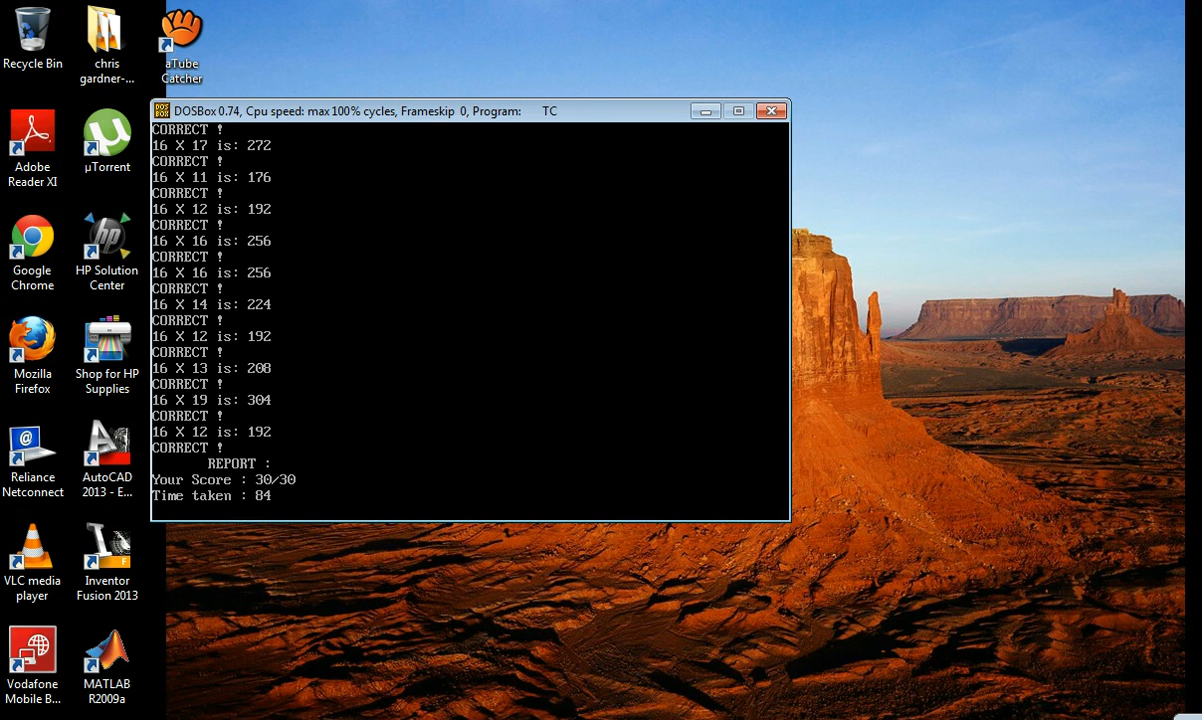 Recycle Bin
chris
gardner-...
aTube
Catcher
Adobe
Reader XI
µTorrent
Google
Chrome
HP Solution
Center
Mozilla
Firefox
Shop for HP
Supplies
Reliance
Netconnect
AutoCAD
2013 - E...
VLC media
player
Inventor
Fusion 2013
Vodafone
Mobile B...
MATLAB
R2009a
DOSBox 0.74, Cpu speed: max 100% cycles, Frameskip 0, Program: TC
CORRECT !
16 X 17 is: 272
CORRECT !
16 X 11 is: 176
CORRECT !
16 X 12 is: 192
CORRECT !
16 X 16 is: 256
CORRECT !
16 X 16 is: 256
CORRECT !
16 X 14 is: 224
CORRECT !
16 X 12 is: 192
CORRECT !
16 X 13 is: 208
CORRECT !
16 X 19 is: 304
CORRECT !
16 X 12 is: 192
CORRECT !
REPORT :
Your Score : 30/30
Time taken : 84